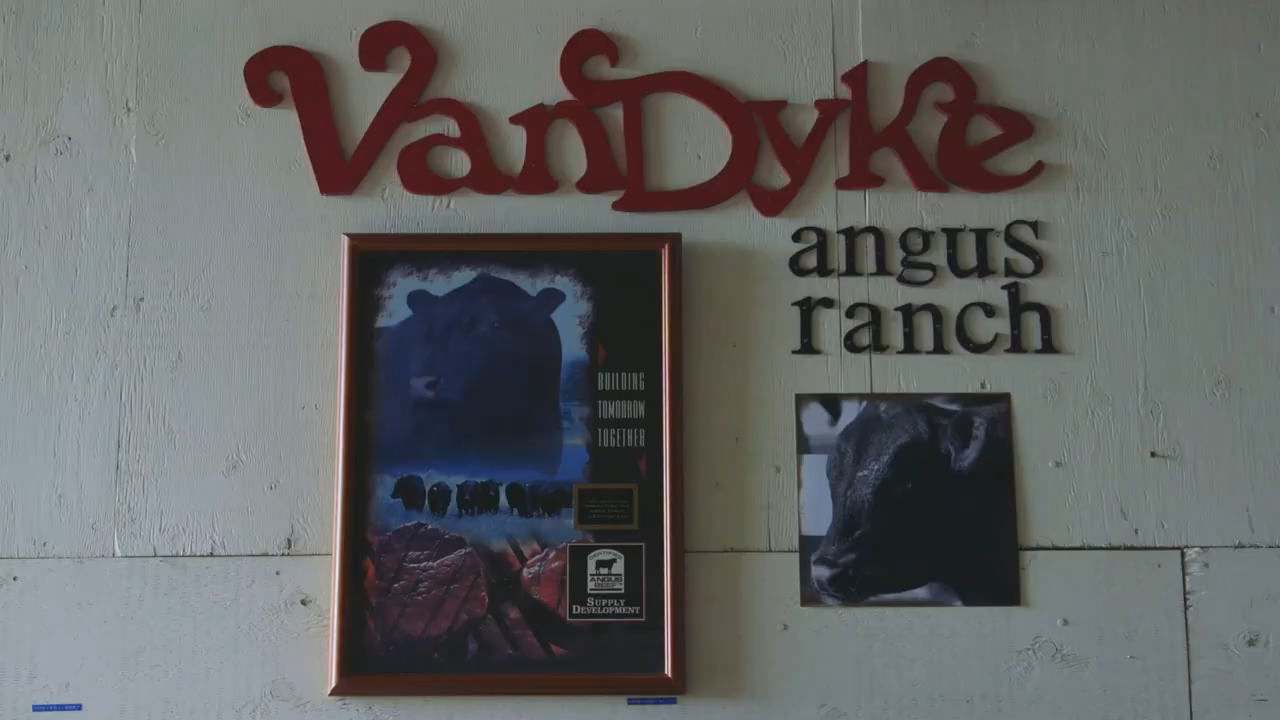 VanDyke
angus
ranch
BUILDING
TOMORROW
TOGETHER
CERTIFIED
ANGUS
BEEF
SUPPLY
DEVELOPMENT